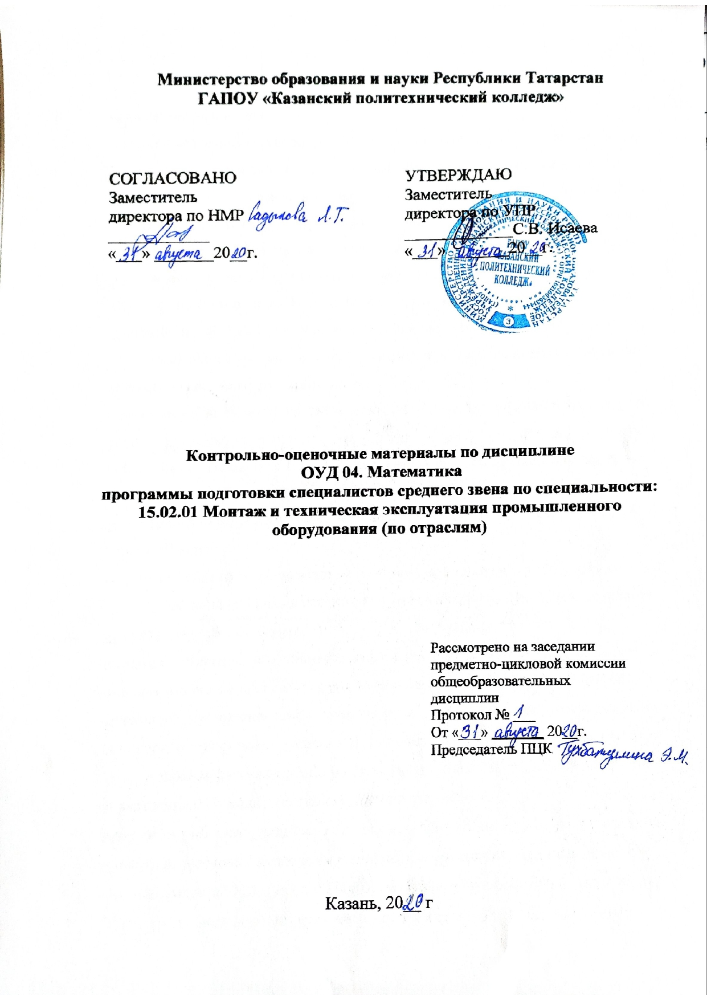 Министерство образования и науки Республики Татарстан
ГАПОУ «Казанский политехнический колледж»
СОГЛАСОВАНО
Заместитель
директора по НМР Садыкова Л.Г.
«31» августа 2020г.
УТВЕРЖДАЮ
Заместитель
директора по УПР
С.В. Исаева
«31» августа 2020г.
КАЗАНСКИЙ
ПОЛИТЕХНИЧЕСКИЙ
КОЛЛЕДЖ
Контрольно-оценочные материалы по дисциплине
ОУД 04. Математика
программы подготовки специалистов среднего звена по специальности:
15.02.01 Монтаж и техническая эксплуатация промышленного
оборудования (по отраслям)
Рассмотрено на заседании
предметно-цикловой комиссии
общеобразовательных
дисциплин
Протокол № 1
От «31» августа 2020г.
Председатель ПЦК Тухбатуллина Э.М.
Казань, 2020 г